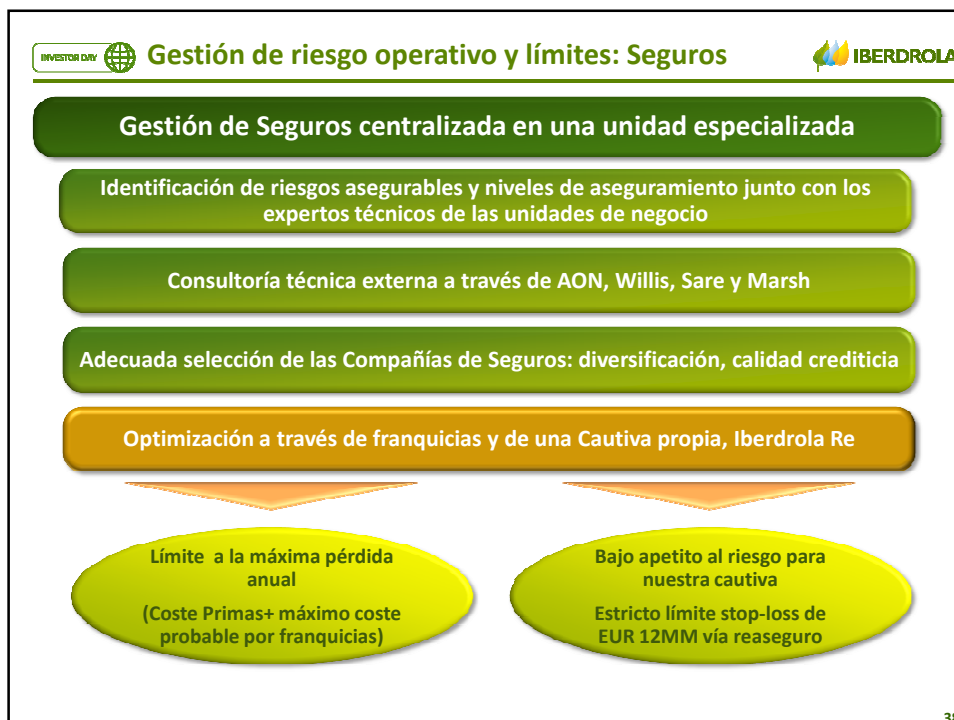 INVESTOR DAY
Gestión de riesgo operativo y límites: Seguros
IBERDROLA
Gestión de Seguros centralizada en una unidad especializada
Identificación de riesgos asegurables y niveles de aseguramiento junto con los
expertos técnicos de las unidades de negocio
Consultoría técnica externa a través de AON, Willis, Sare y Marsh
Adecuada selección de las Compañías de Seguros: diversificación, calidad crediticia
Optimización a través de franquicias y de una Cautiva propia, Iberdrola Re
Límite a la máxima pérdida
anual
(Coste Primas+ máximo coste
probable por franquicias)
Bajo apetito al riesgo para
nuestra cautiva
Estricto límite stop-loss de
EUR 12MM vía reaseguro
38